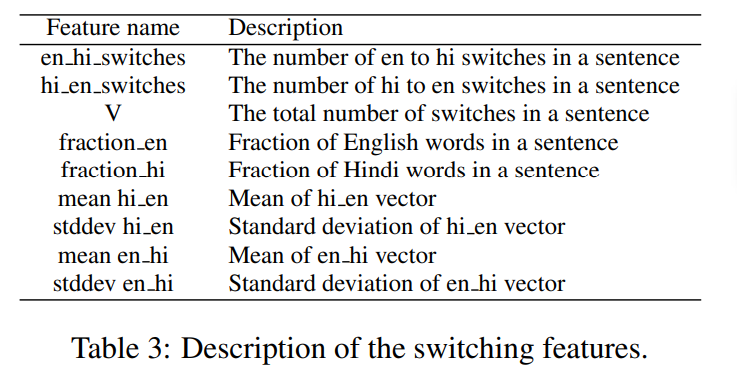 Feature name Description
en_hi_switches The number of en to hi switches in a sentence
hi_en_switches The number of hi to en switches in a sentence
V The total number of switches in a sentence
fraction_en Fraction of English words in a sentence
fraction_hi Fraction of Hindi words in a sentence
mean hi_en Mean of hi_en vector
stddev hi_en Standard deviation of hi_en vector
mean en_hi Mean of en_hi vector
stddev en_hi Standard deviation of en_hi vector
Table 3: Description of the switching features.